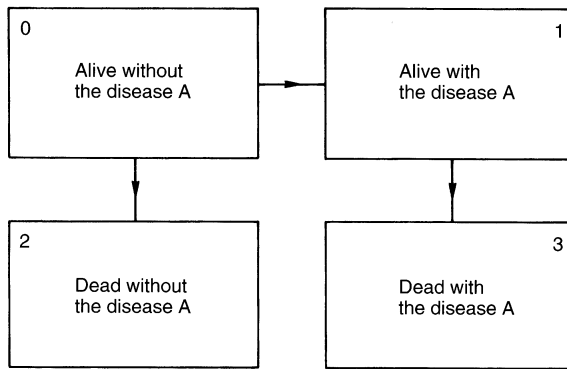 0
Alive without
the disease A
1
Alive with
the disease A
2
Dead without
the disease A
3
Dead with
the disease A